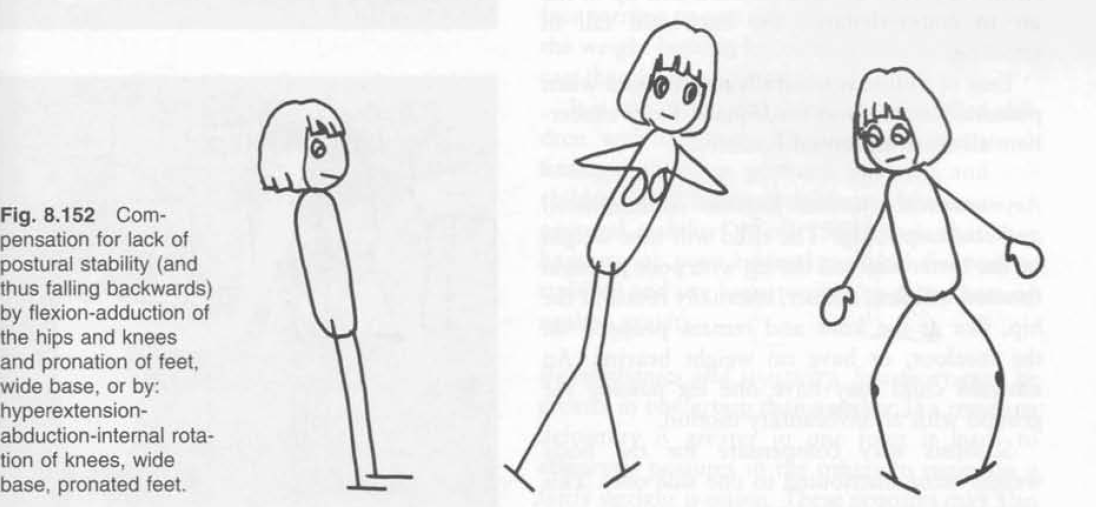 Fig. 8.152 Com-
pensation for lack of
postural stability (and
thus falling backwards)
by flexion-adduction of
the hips and knees
and pronation of feet,
wide base, or by:
hyperextension-
abduction-internal rota-
tion of knees, wide
base, pronated feet.